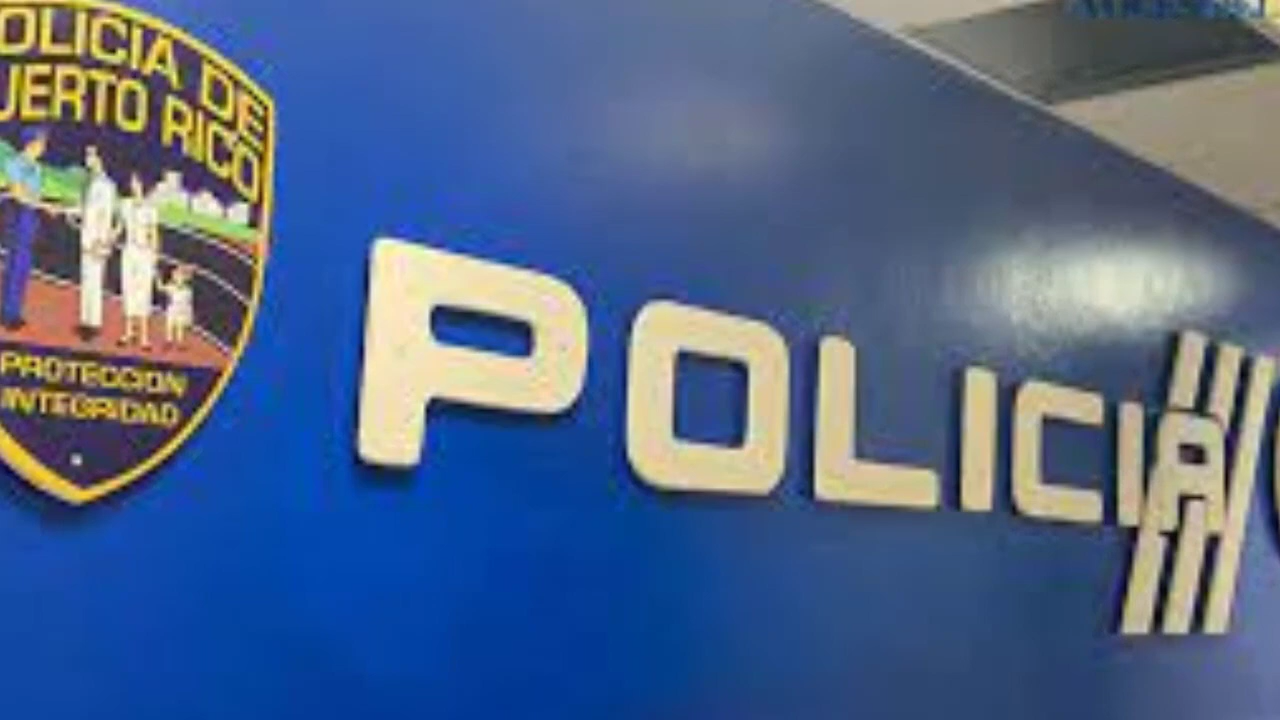 OLICIA DE
UERTO RICO
PROTECCION
INTEGRIDAD
POLICIA